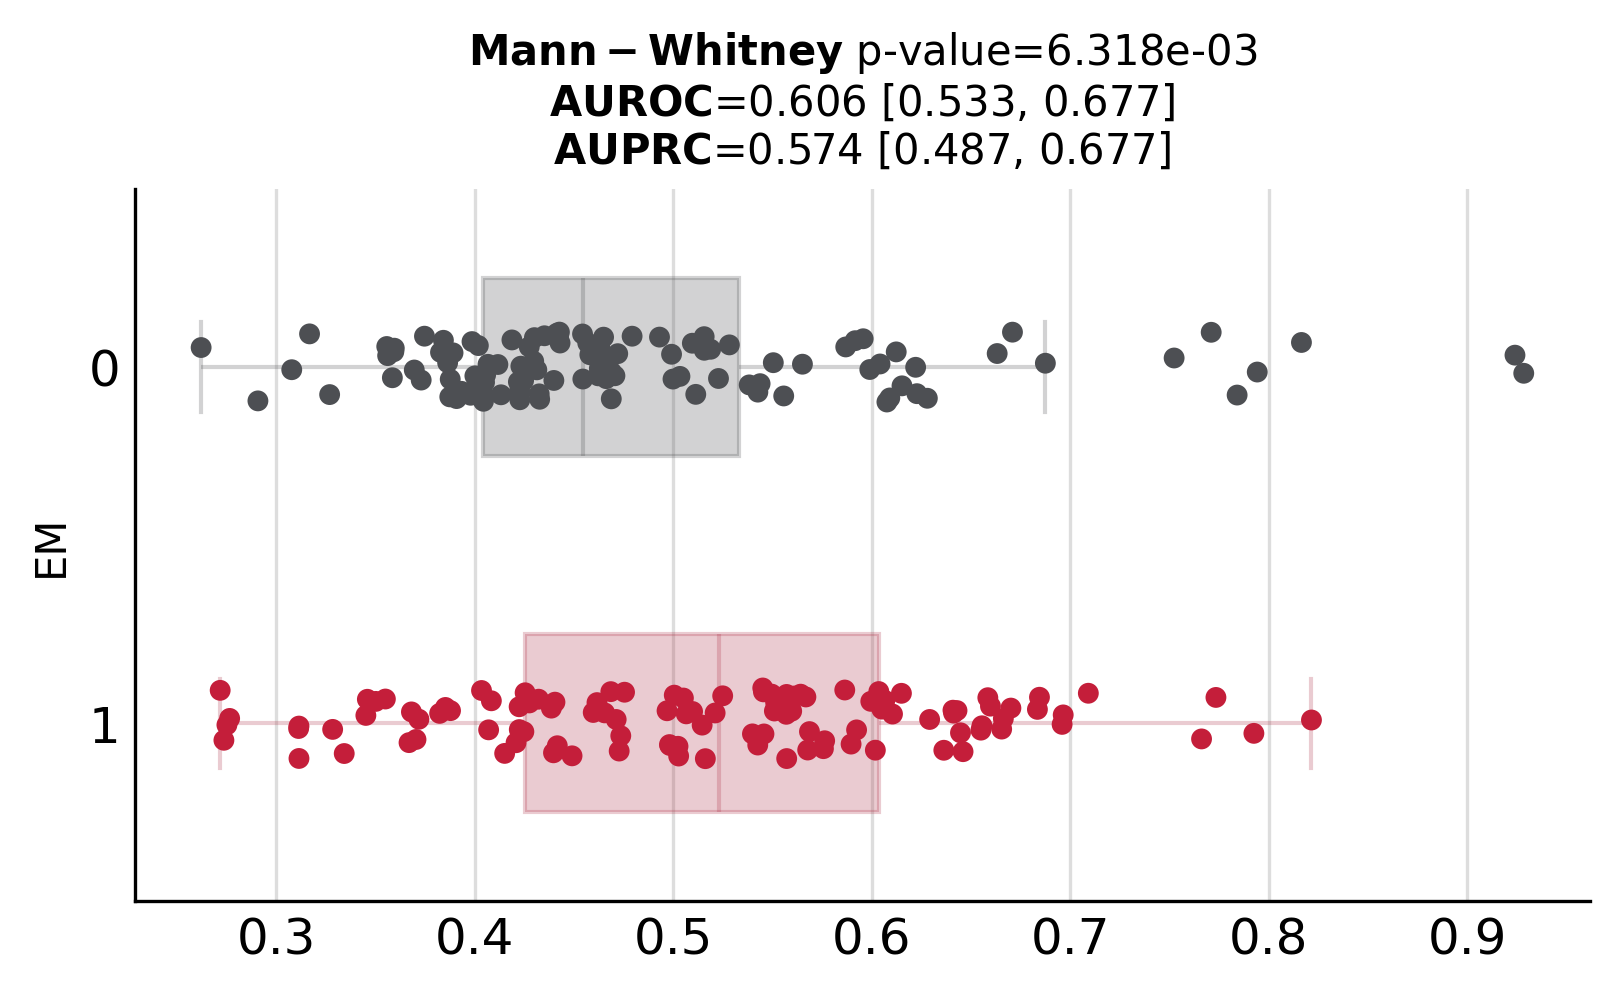 Mann − Whitney p-value=6.318e-03
AUROC=0.606 [0.533, 0.677]
AUPRC=0.574 [0.487, 0.677]
0
EM
1
0.3 0.4 0.5 0.6 0.7 0.8 0.9